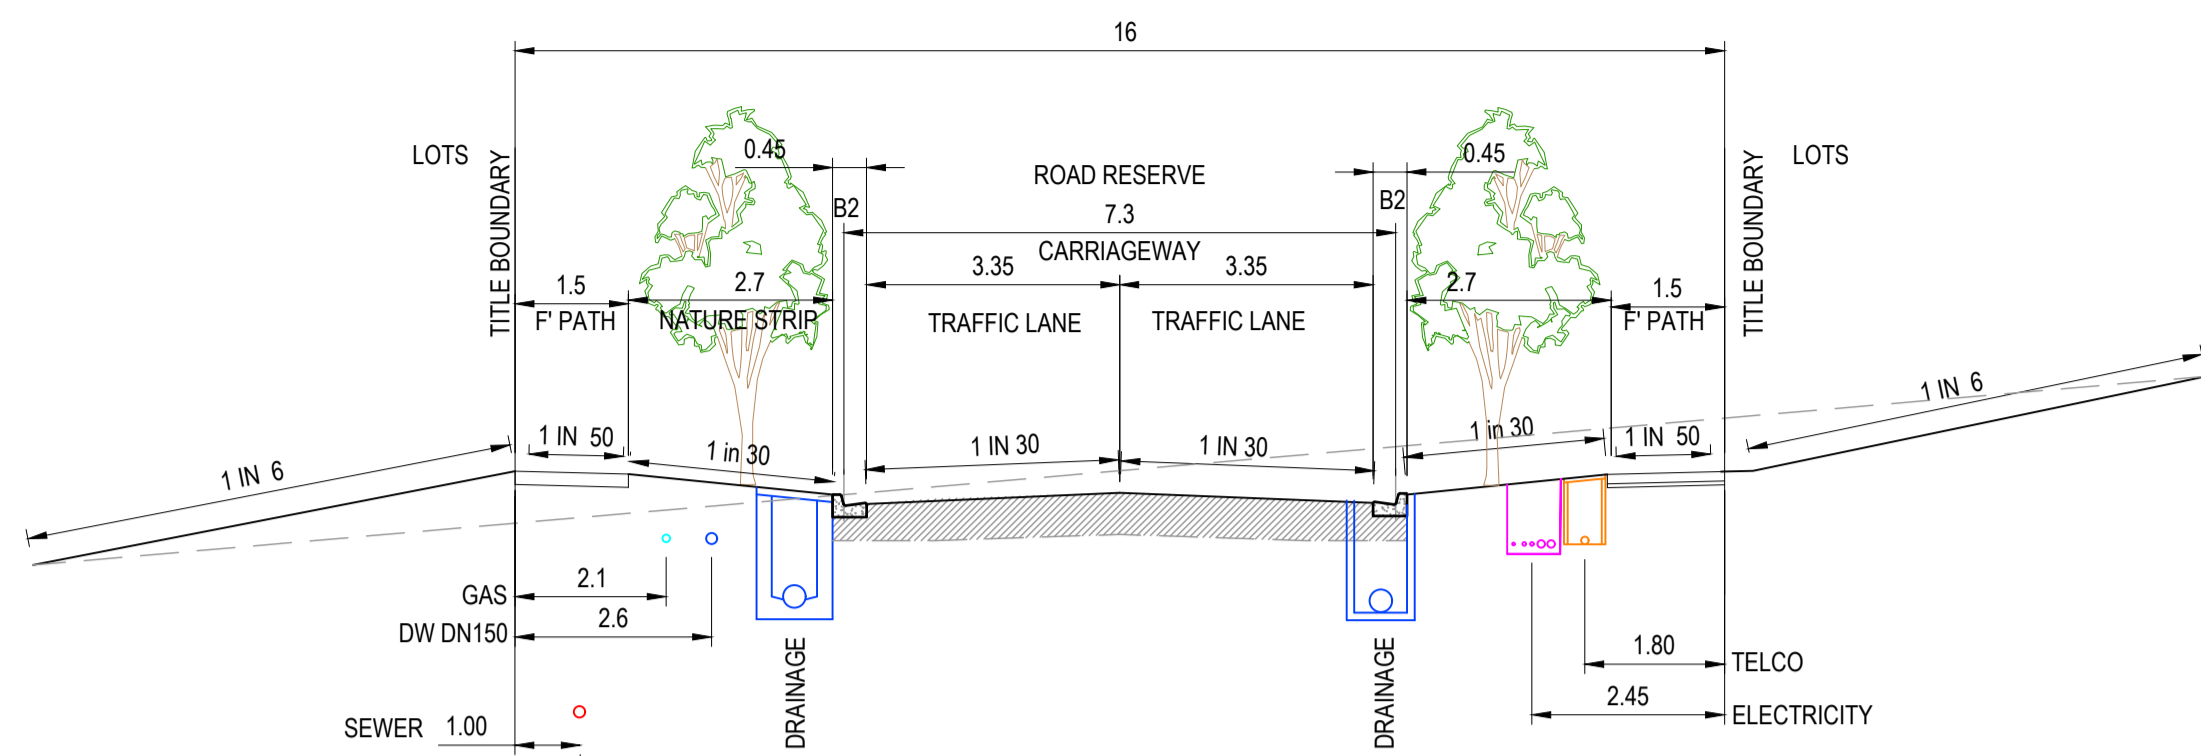 16
LOTS
TITLE BOUNDARY
0.45
B2
ROAD RESERVE
7.3
CARRIAGEWAY
0.45
B2
TITLE BOUNDARY
LOTS
1.5
F' PATH
2.7
NATURE STRIP
3.35
TRAFFIC LANE
3.35
TRAFFIC LANE
2.7
1.5
F' PATH
1 IN 6
1 IN 50
1 in 30
1 IN 30
1 IN 30
1 in 30
1 IN 50
1 IN 6
GAS
2.1
DW DN150
2.6
SEWER 1.00
DRAINAGE
DRAINAGE
1.80
TELCO
2.45
ELECTRICITY